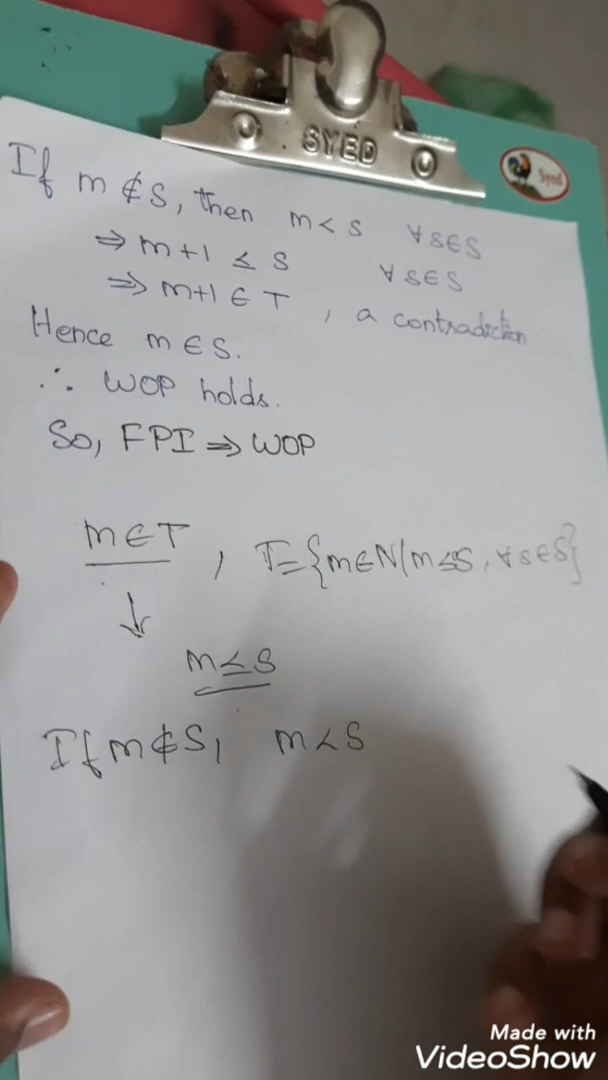 SYED
Syed
If m ∉ S, then m < s ∀ s ∈ S
⇒ m+1 ≤ s ∀ s ∈ S
⇒ m+1 ∈ T , a contradiction
Hence m ∈ S.
∴ WOP holds.
So, FPI ⇒ WOP
m ∈ T , T = {m ∈ N | m ≤ s, ∀ s ∈ S}
↓
m ≤ s
If m ∉ S, m < s
Made with
VideoShow